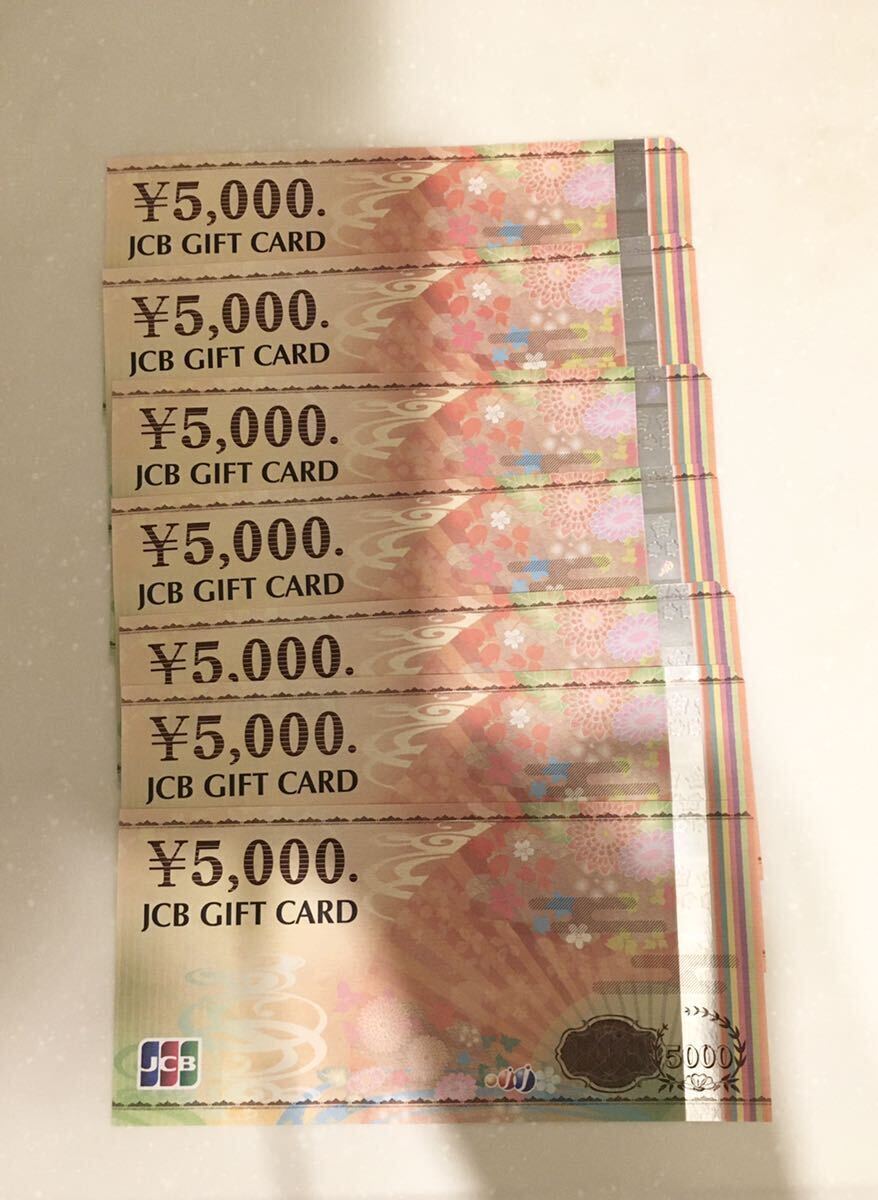 ¥5,000.
JCB GIFT CARD
¥5,000.
JCB GIFT CARD
¥5,000.
JCB GIFT CARD
¥5,000.
JCB GIFT CARD
¥5,000.
¥5,000.
JCB GIFT CARD
¥5,000.
JCB GIFT CARD
JCB
5000